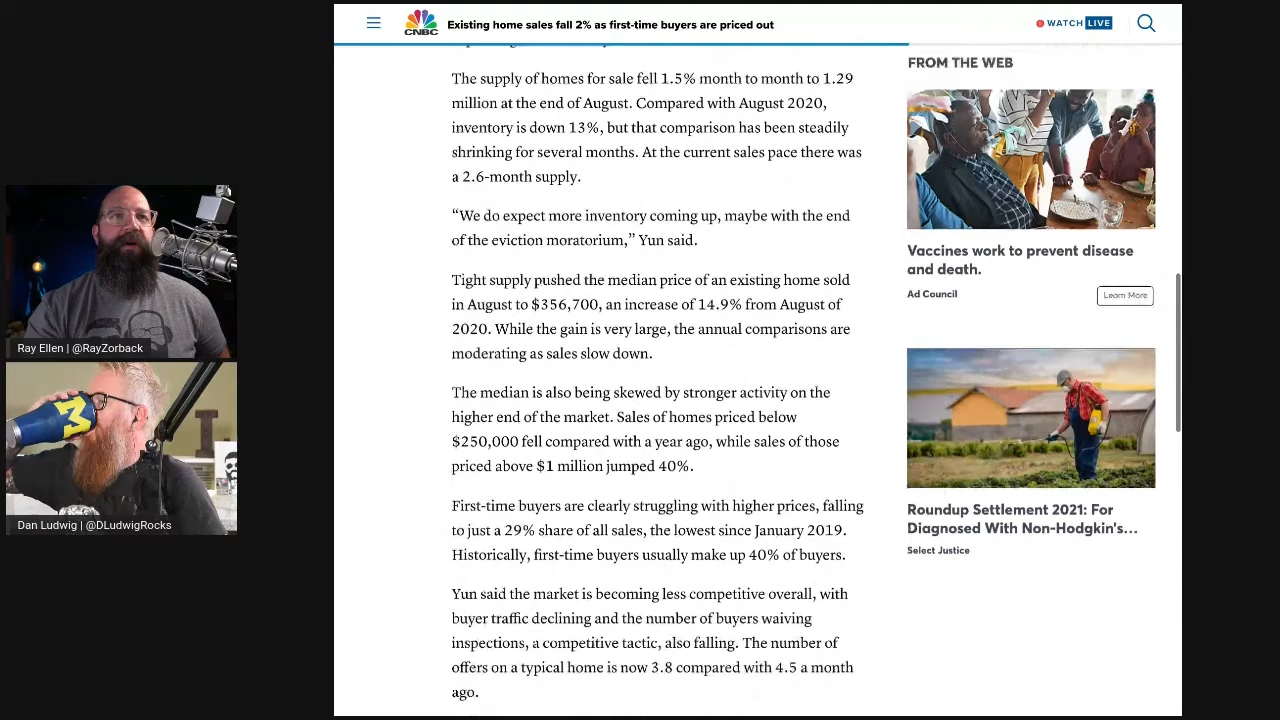 CNBC
Existing home sales fall 2% as first-time buyers are priced out
WATCH LIVE
The supply of homes for sale fell 1.5% month to month to 1.29
million at the end of August. Compared with August 2020,
inventory is down 13%, but that comparison has been steadily
shrinking for several months. At the current sales pace there was
a 2.6-month supply.
“We do expect more inventory coming up, maybe with the end
of the eviction moratorium,” Yun said.
Tight supply pushed the median price of an existing home sold
in August to $356,700, an increase of 14.9% from August of
2020. While the gain is very large, the annual comparisons are
moderating as sales slow down.
The median is also being skewed by stronger activity on the
higher end of the market. Sales of homes priced below
$250,000 fell compared with a year ago, while sales of those
priced above $1 million jumped 40%.
First-time buyers are clearly struggling with higher prices, falling
to just a 29% share of all sales, the lowest since January 2019.
Historically, first-time buyers usually make up 40% of buyers.
Yun said the market is becoming less competitive overall, with
buyer traffic declining and the number of buyers waiving
inspections, a competitive tactic, also falling. The number of
offers on a typical home is now 3.8 compared with 4.5 a month
ago.
FROM THE WEB
Vaccines work to prevent disease
and death.
Ad Council
Learn More
Roundup Settlement 2021: For
Diagnosed With Non-Hodgkin's…
Select Justice
Ray Ellen | @RayZorback
M
Dan Ludwig | @DLudwigRocks